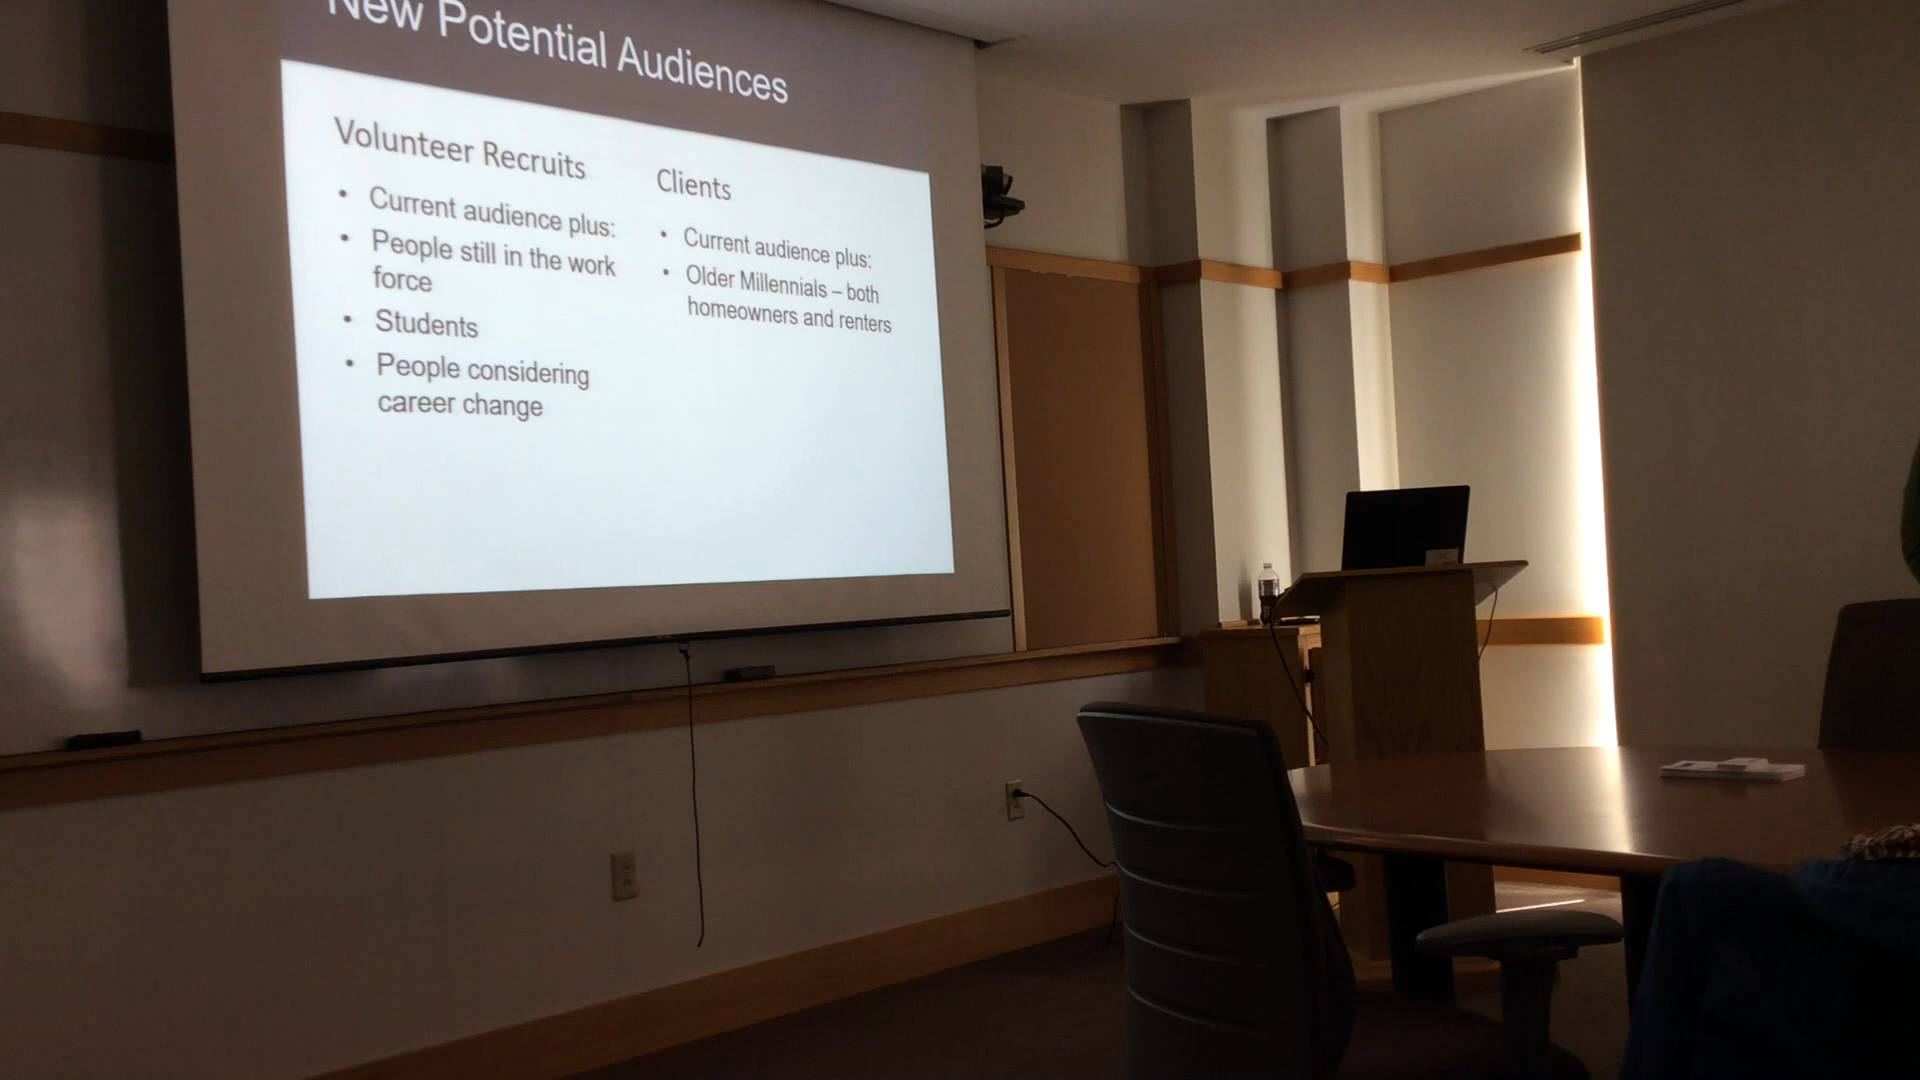 New Potential Audiences
Volunteer Recruits
• Current audience plus:
• People still in the work
force
• Students
• People considering
career change
Clients
• Current audience plus:
• Older Millennials – both
homeowners and renters